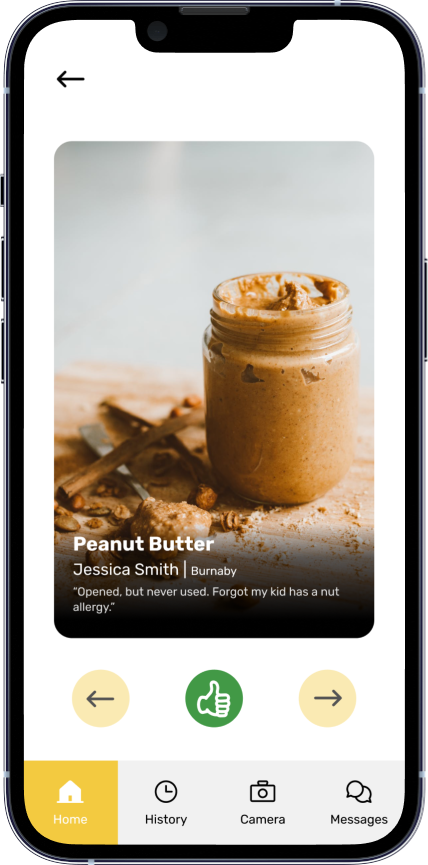 Peanut Butter
Jessica Smith | Burnaby
“Opened, but never used. Forgot my kid has a nut
allergy.”
Home History Camera Messages